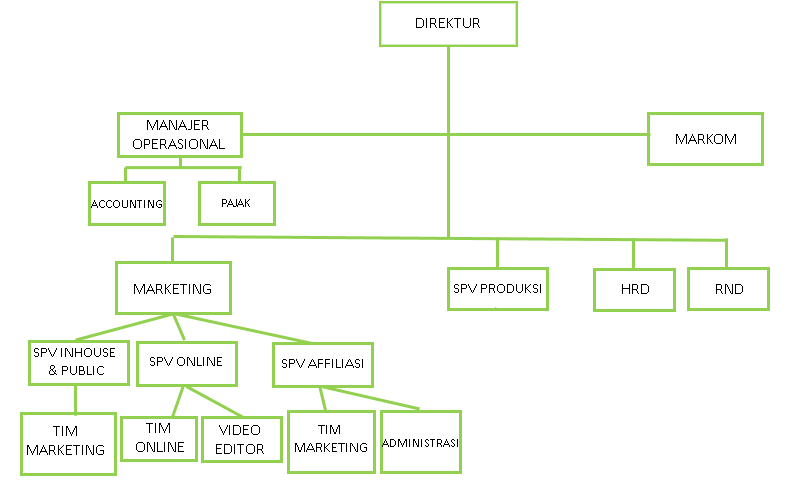 DIREKTUR
MANAJER
OPERASIONAL
MARKOM
ACCOUNTING
PAJAK
MARKETING
SPV PRODUKSI
HRD
RND
SPV INHOUSE
& PUBLIC
SPV ONLINE
SPV AFFILIASI
TIM
MARKETING
TIM
ONLINE
VIDEO
EDITOR
TIM
MARKETING
ADMINISTRASI